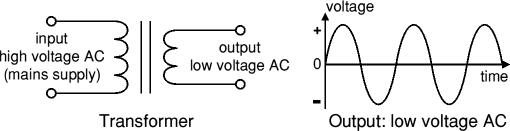 input
high voltage AC
(mains supply)
output
low voltage AC
Transformer
voltage
+
0
-
time
Output: low voltage AC